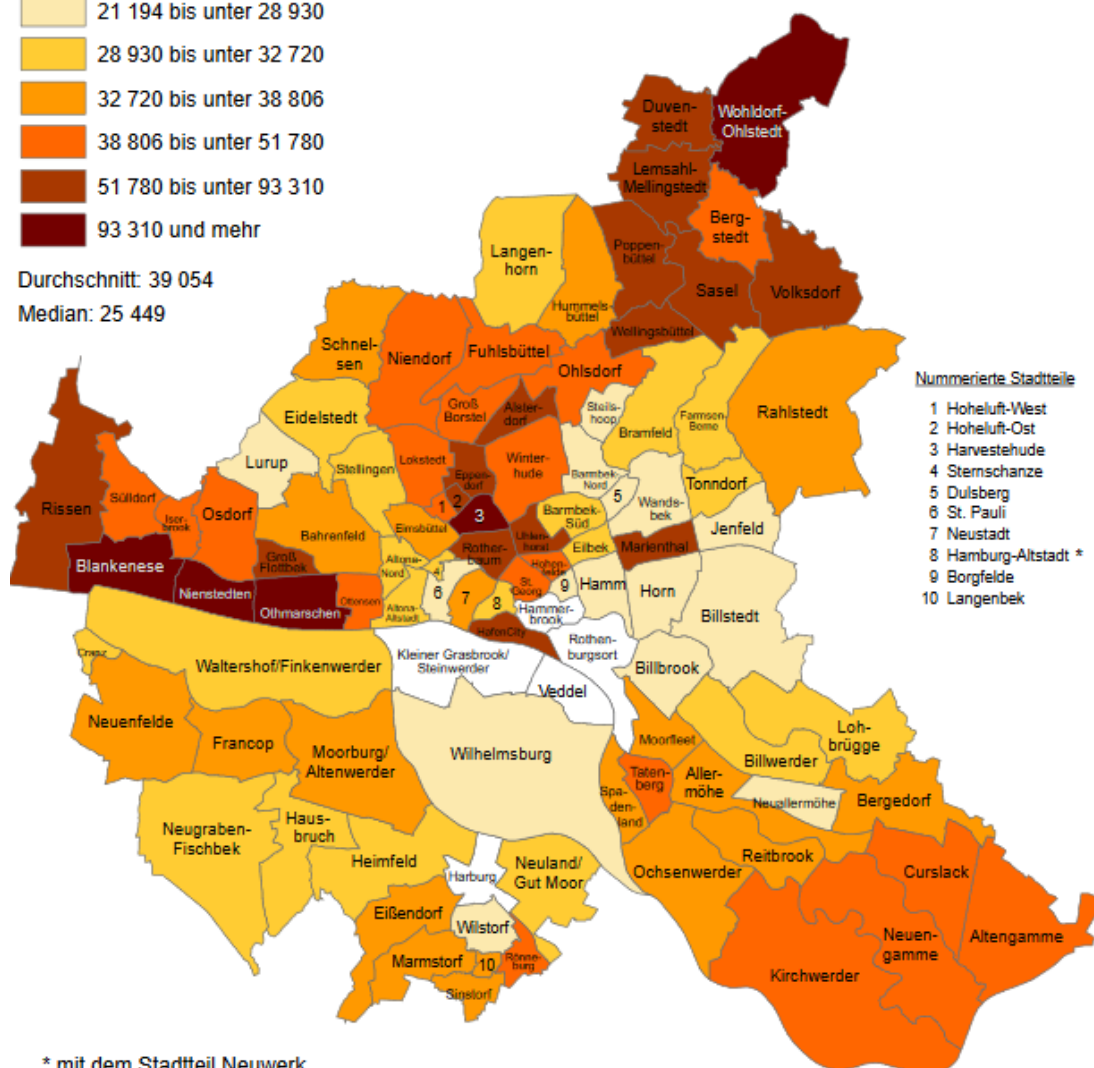 21 194 bis unter 28 930
28 930 bis unter 32 720
32 720 bis unter 38 806
38 806 bis unter 51 780
51 780 bis unter 93 310
93 310 und mehr
Durchschnitt: 39 054
Median: 25 449
Duven-
stedt
Wohldorf-
Ohlstedt
Lemsahl-
Mellingstedt
Berg-
stedt
Langen-
horn
Poppen-
büttel
Hummels-
büttel
Sasel
Volksdorf
Wellingsbüttel
Schnel-
sen
Niendorf
Fuhlsbüttel
Ohlsdorf
Groß
Borstel
Alster-
dorf
Steils-
hoop
Bramfeld
Farmsen-
Berne
Rahlstedt
Eidelstedt
Lurup
Stellingen
Lokstedt
Eppen-
dorf
Winter-
hude
Barmbek-
Nord
5
Wands-
bek
Tonndorf
Jenfeld
Rissen
Sülldorf
Iser-
brook
Osdorf
Bahrenfeld
Eimsbüttel
1
2
3
Barmbek-
Süd
Uhlen-
horst
Eilbek
Marienthal
Groß
Flottbek
Rother-
baum
Hohen-
felde
Altona-
Nord
4
Blankenese
Nienstedten
Othmarschen
Ottensen
Altona-
Altstadt
6
7
8
St.
Georg
9
Hamm
Horn
Billstedt
Hammer-
brook
HafenCity
Rothen-
burgsort
Billbrook
Cranz
Waltershof/Finkenwerder
Kleiner Grasbrook/
Steinwerder
Veddel
Neuenfelde
Francop
Moorburg/
Altenwerder
Wilhelmsburg
Moorfleet
Billwerder
Loh-
brügge
Taten-
berg
Aller-
möhe
Spa-
den-
land
Neuallermöhe
Bergedorf
Neugraben-
Fischbek
Haus-
bruch
Heimfeld
Harburg
Neuland/
Gut Moor
Ochsenwerder
Reitbrook
Curslack
Eißendorf
Wilstorf
Neuen-
gamme
Altengamme
Marmstorf
10
Rönne-
burg
Sinstorf
Kirchwerder
Nummerierte Stadtteile
1 Hoheluft-West
2 Hoheluft-Ost
3 Harvestehude
4 Sternschanze
5 Dulsberg
6 St. Pauli
7 Neustadt
8 Hamburg-Altstadt *
9 Borgfelde
10 Langenbek
* mit dem Stadtteil Neuwerk